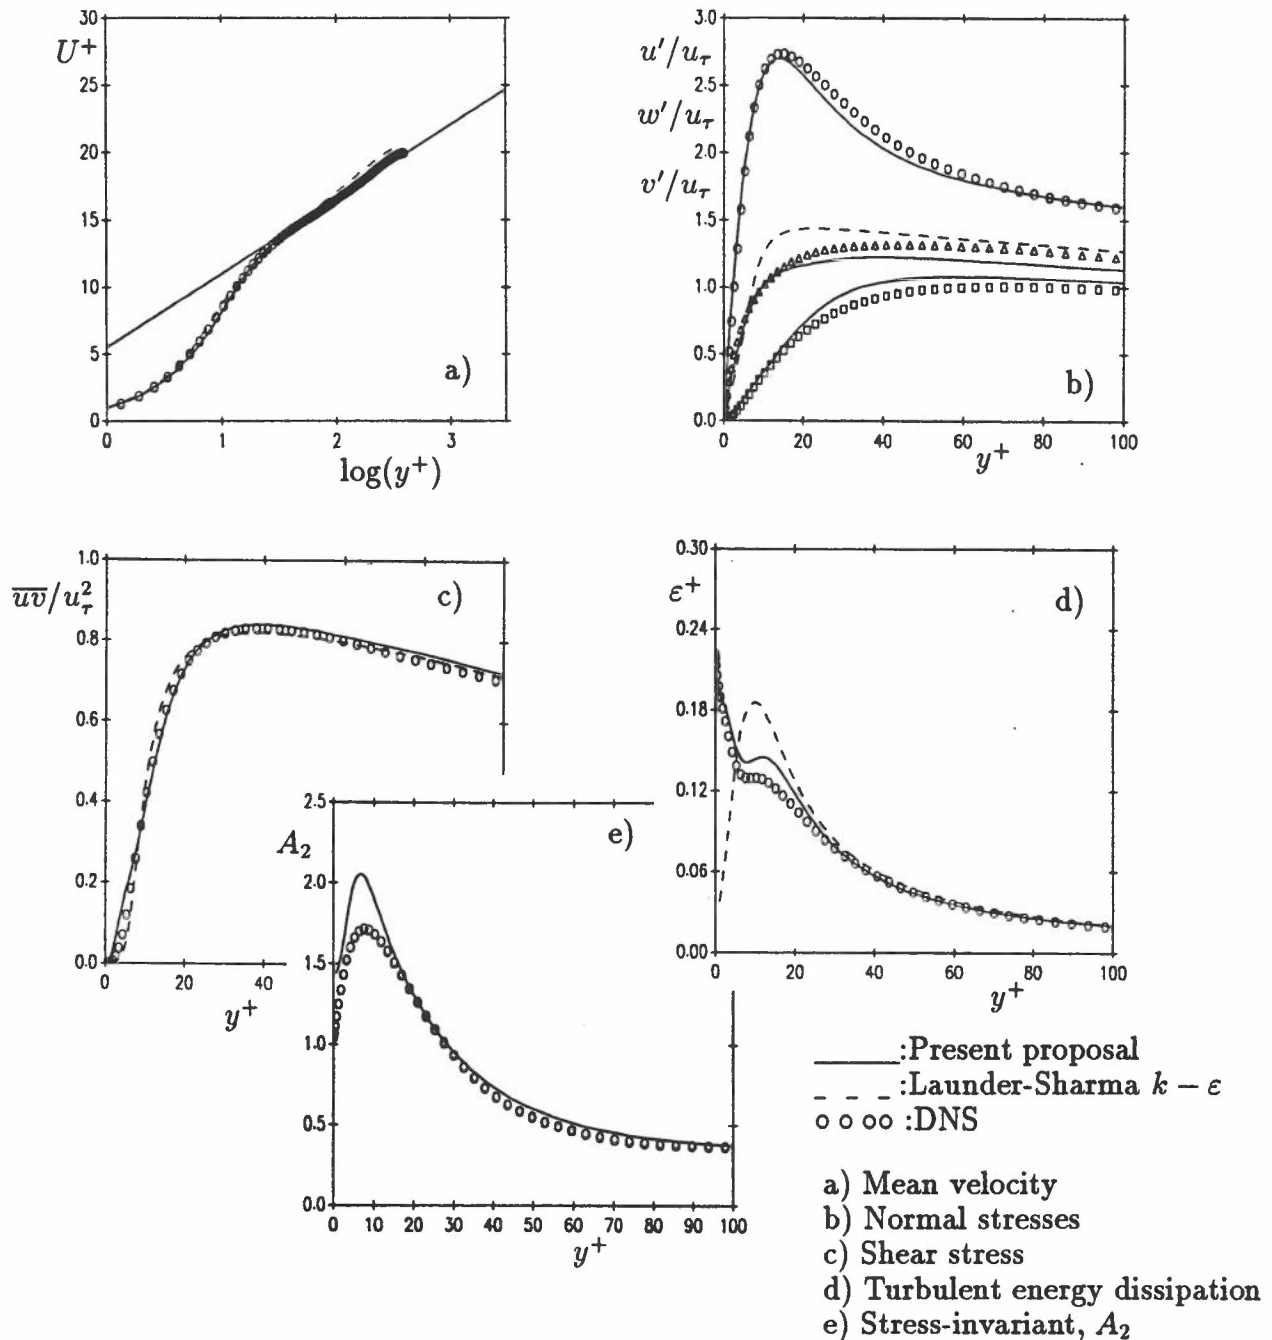 30
U⁺
25
20
15
10
5
0
a)
0 1 2 3
log(y⁺)
3.0
u′/u_τ
2.5
w′/u_τ
2.0
v′/u_τ
1.5
1.0
0.5
0.0
b)
0 20 40 60 80 100
y⁺
1.0
\overline{uv}/u_τ²
c)
0.8
0.6
0.4
0.2
0.0
0 20 40
y⁺
0.30
ε⁺
d)
0.24
0.18
0.12
0.06
0.00
0 20 40 60 80 100
y⁺
2.5
A₂
e)
2.0
1.5
1.0
0.5
0.0
0 10 20 30 40 50 60 70 80 90 100
y⁺
:Present proposal
:Launder-Sharma k − ε
:DNS
a) Mean velocity
b) Normal stresses
c) Shear stress
d) Turbulent energy dissipation
e) Stress-invariant, A₂